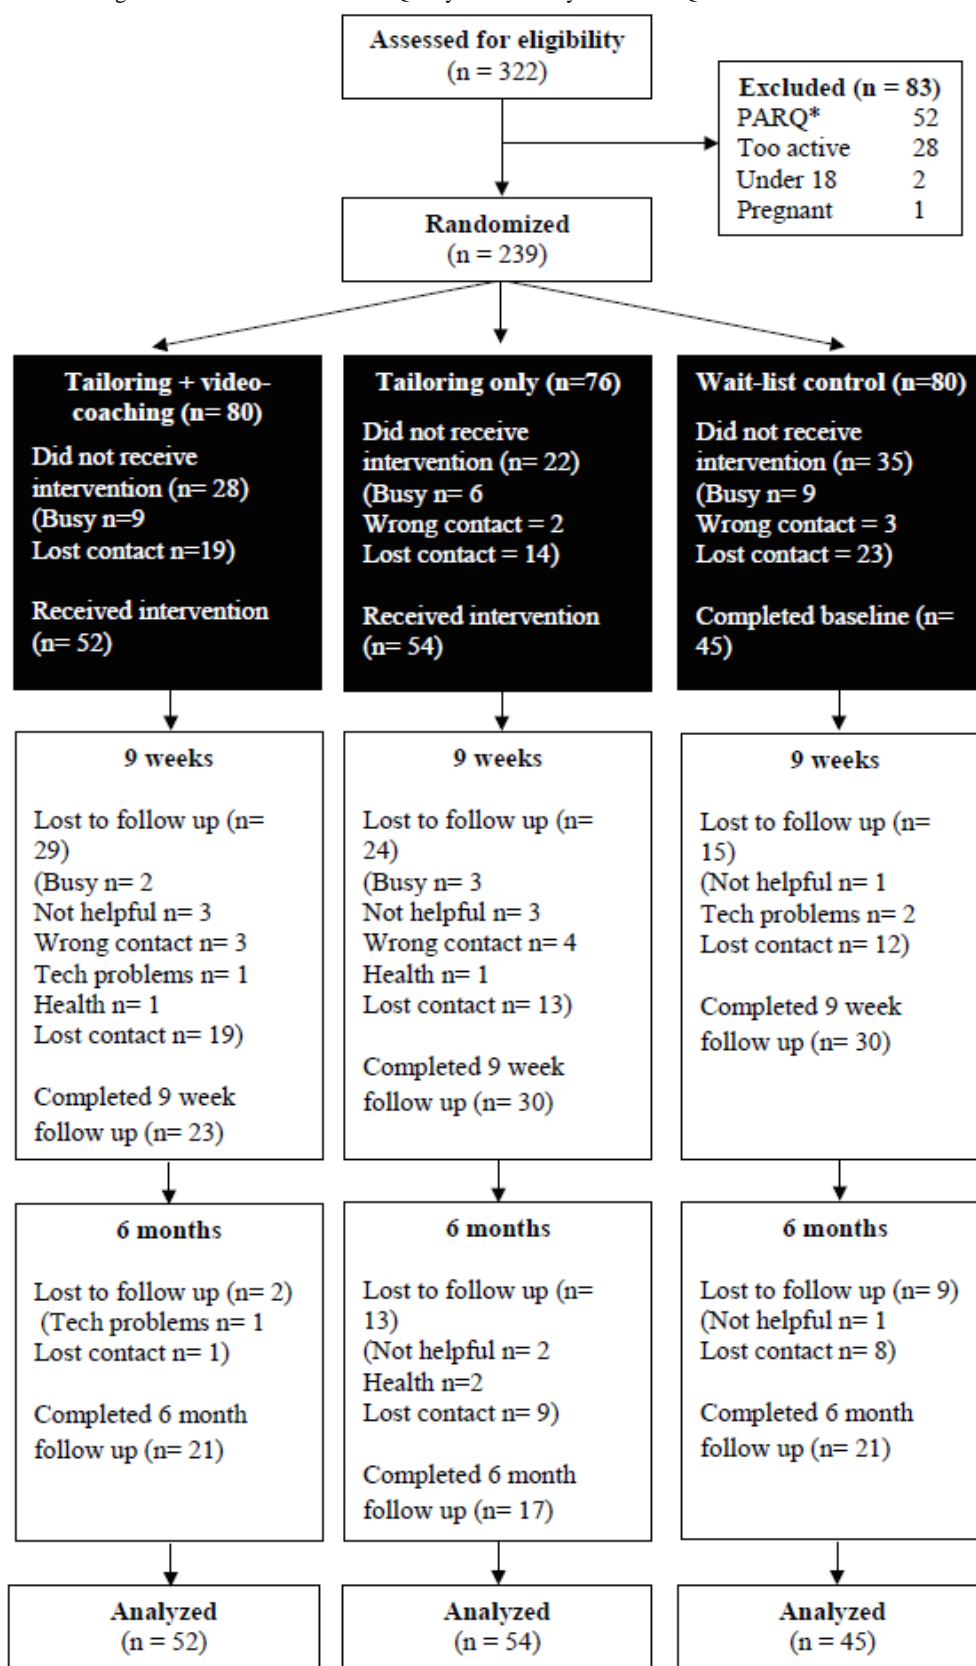 Assessed for eligibility
(n = 322)
Excluded (n = 83)
PARQ* 52
Too active 28
Under 18 2
Pregnant 1
Randomized
(n = 239)
Tailoring + video-
coaching (n= 80)
Did not receive
intervention (n= 28)
(Busy n=9
Lost contact n=19)
Received intervention
(n= 52)
Tailoring only (n=76)
Did not receive
intervention (n= 22)
(Busy n= 6
Wrong contact = 2
Lost contact = 14)
Received intervention
(n= 54)
Wait-list control (n=80)
Did not receive
intervention (n= 35)
(Busy n= 9
Wrong contact = 3
Lost contact = 23)
Completed baseline (n=
45)
9 weeks
Lost to follow up (n=
29)
(Busy n= 2
Not helpful n= 3
Wrong contact n= 3
Tech problems n= 1
Health n= 1
Lost contact n= 19)
Completed 9 week
follow up (n= 23)
9 weeks
Lost to follow up (n=
24)
(Busy n= 3
Not helpful n= 3
Wrong contact n= 4
Health n= 1
Lost contact n= 13)
Completed 9 week
follow up (n= 30)
9 weeks
Lost to follow up (n=
15)
(Not helpful n= 1
Tech problems n= 2
Lost contact n= 12)
Completed 9 week
follow up (n= 30)
6 months
Lost to follow up (n= 2)
(Tech problems n= 1
Lost contact n= 1)
Completed 6 month
follow up (n= 21)
6 months
Lost to follow up (n=
13)
(Not helpful n= 2
Health n=2
Lost contact n= 9)
Completed 6 month
follow up (n= 17)
6 months
Lost to follow up (n= 9)
(Not helpful n= 1
Lost contact n= 8)
Completed 6 month
follow up (n= 21)
Analyzed
(n = 52)
Analyzed
(n = 54)
Analyzed
(n = 45)